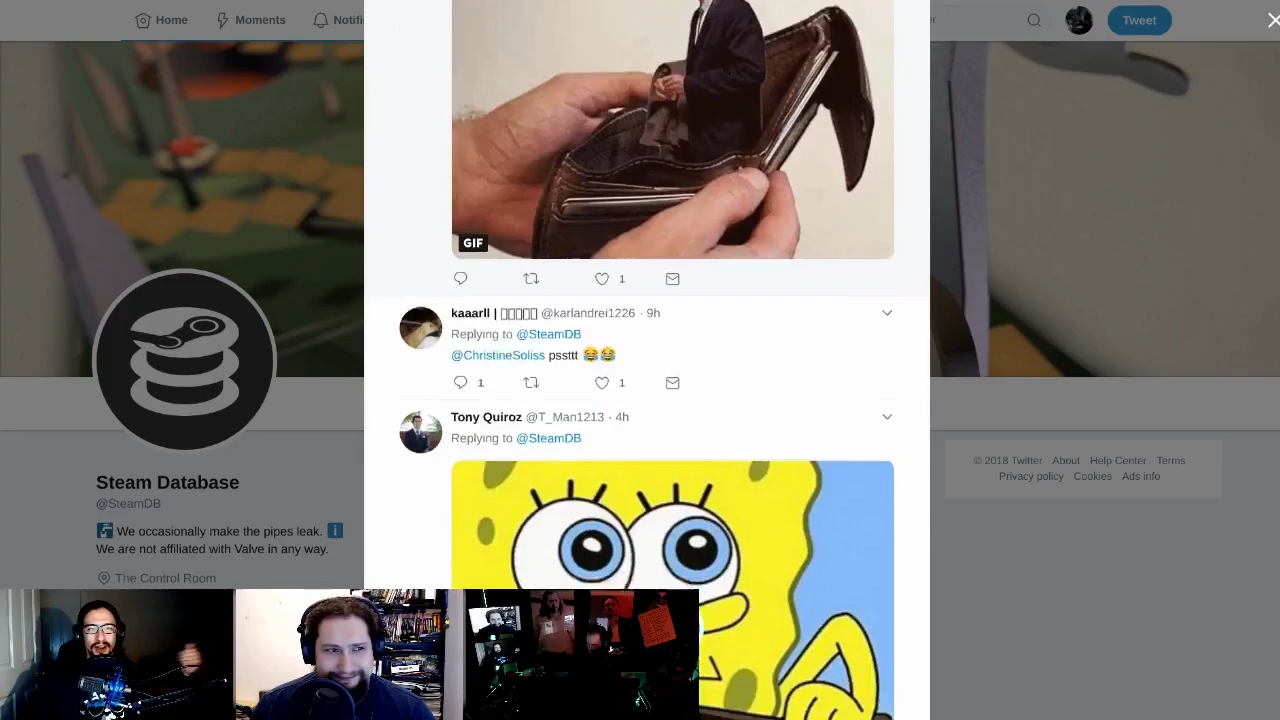 Home
Moments
Tweet
GIF
1
kaaarll | @karlandrei1226 · 9h
Replying to @SteamDB
@ChristineSoliss pssttt 😂😂
1
1
Tony Quiroz @T_Man1213 · 4h
Replying to @SteamDB
Steam Database
@SteamDB
We occasionally make the pipes leak.
We are not affiliated with Valve in any way.
The Control Room
© 2018 Twitter About Help Center Terms
Privacy policy Cookies Ads info